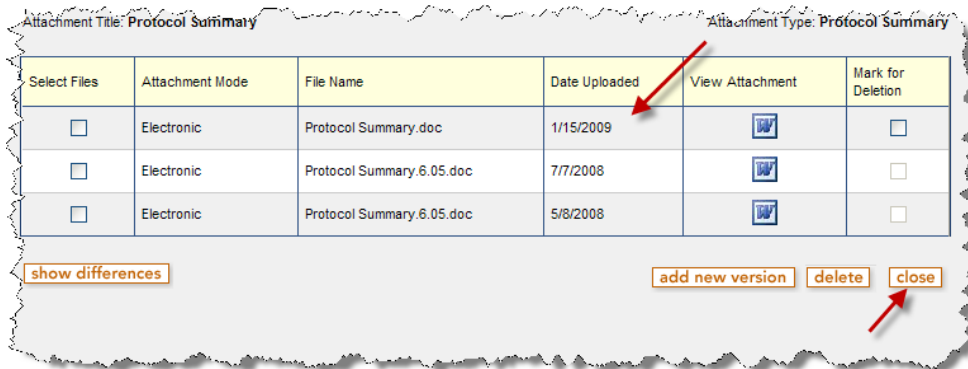 Attachment Title: Protocol Summary Attachment Type: Protocol Summary
Select Files Attachment Mode File Name Date Uploaded View Attachment Mark for Deletion
Electronic Protocol Summary.doc 1/15/2009
Electronic Protocol Summary.6.05.doc 7/7/2008
Electronic Protocol Summary.6.05.doc 5/8/2008
show differences add new version delete close